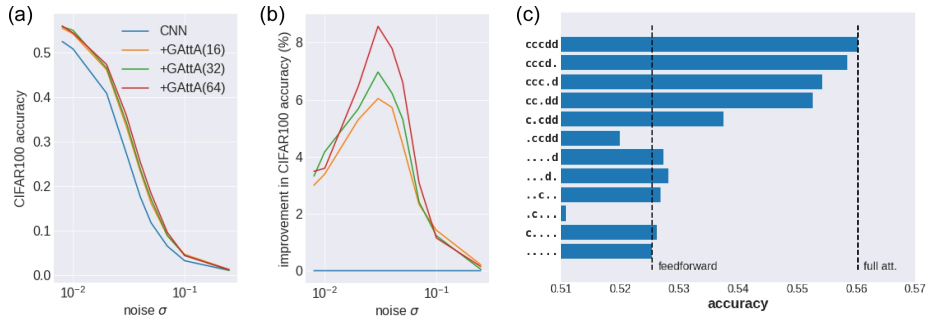 (a)
CNN
+GAttA(16)
+GAttA(32)
+GAttA(64)
CIFAR100 accuracy
0.5
0.4
0.3
0.2
0.1
0.0
10⁻² 10⁻¹
noise σ
(b)
improvement in CIFAR100 accuracy (%)
8
6
4
2
0
10⁻² 10⁻¹
noise σ
(c)
cccdd
cccd.
ccc.d
cc.dd
c.cdd
.ccdd
....d
...d.
..c..
.c...
c....
.....
feedforward
full att.
0.51 0.52 0.53 0.54 0.55 0.56 0.57
accuracy